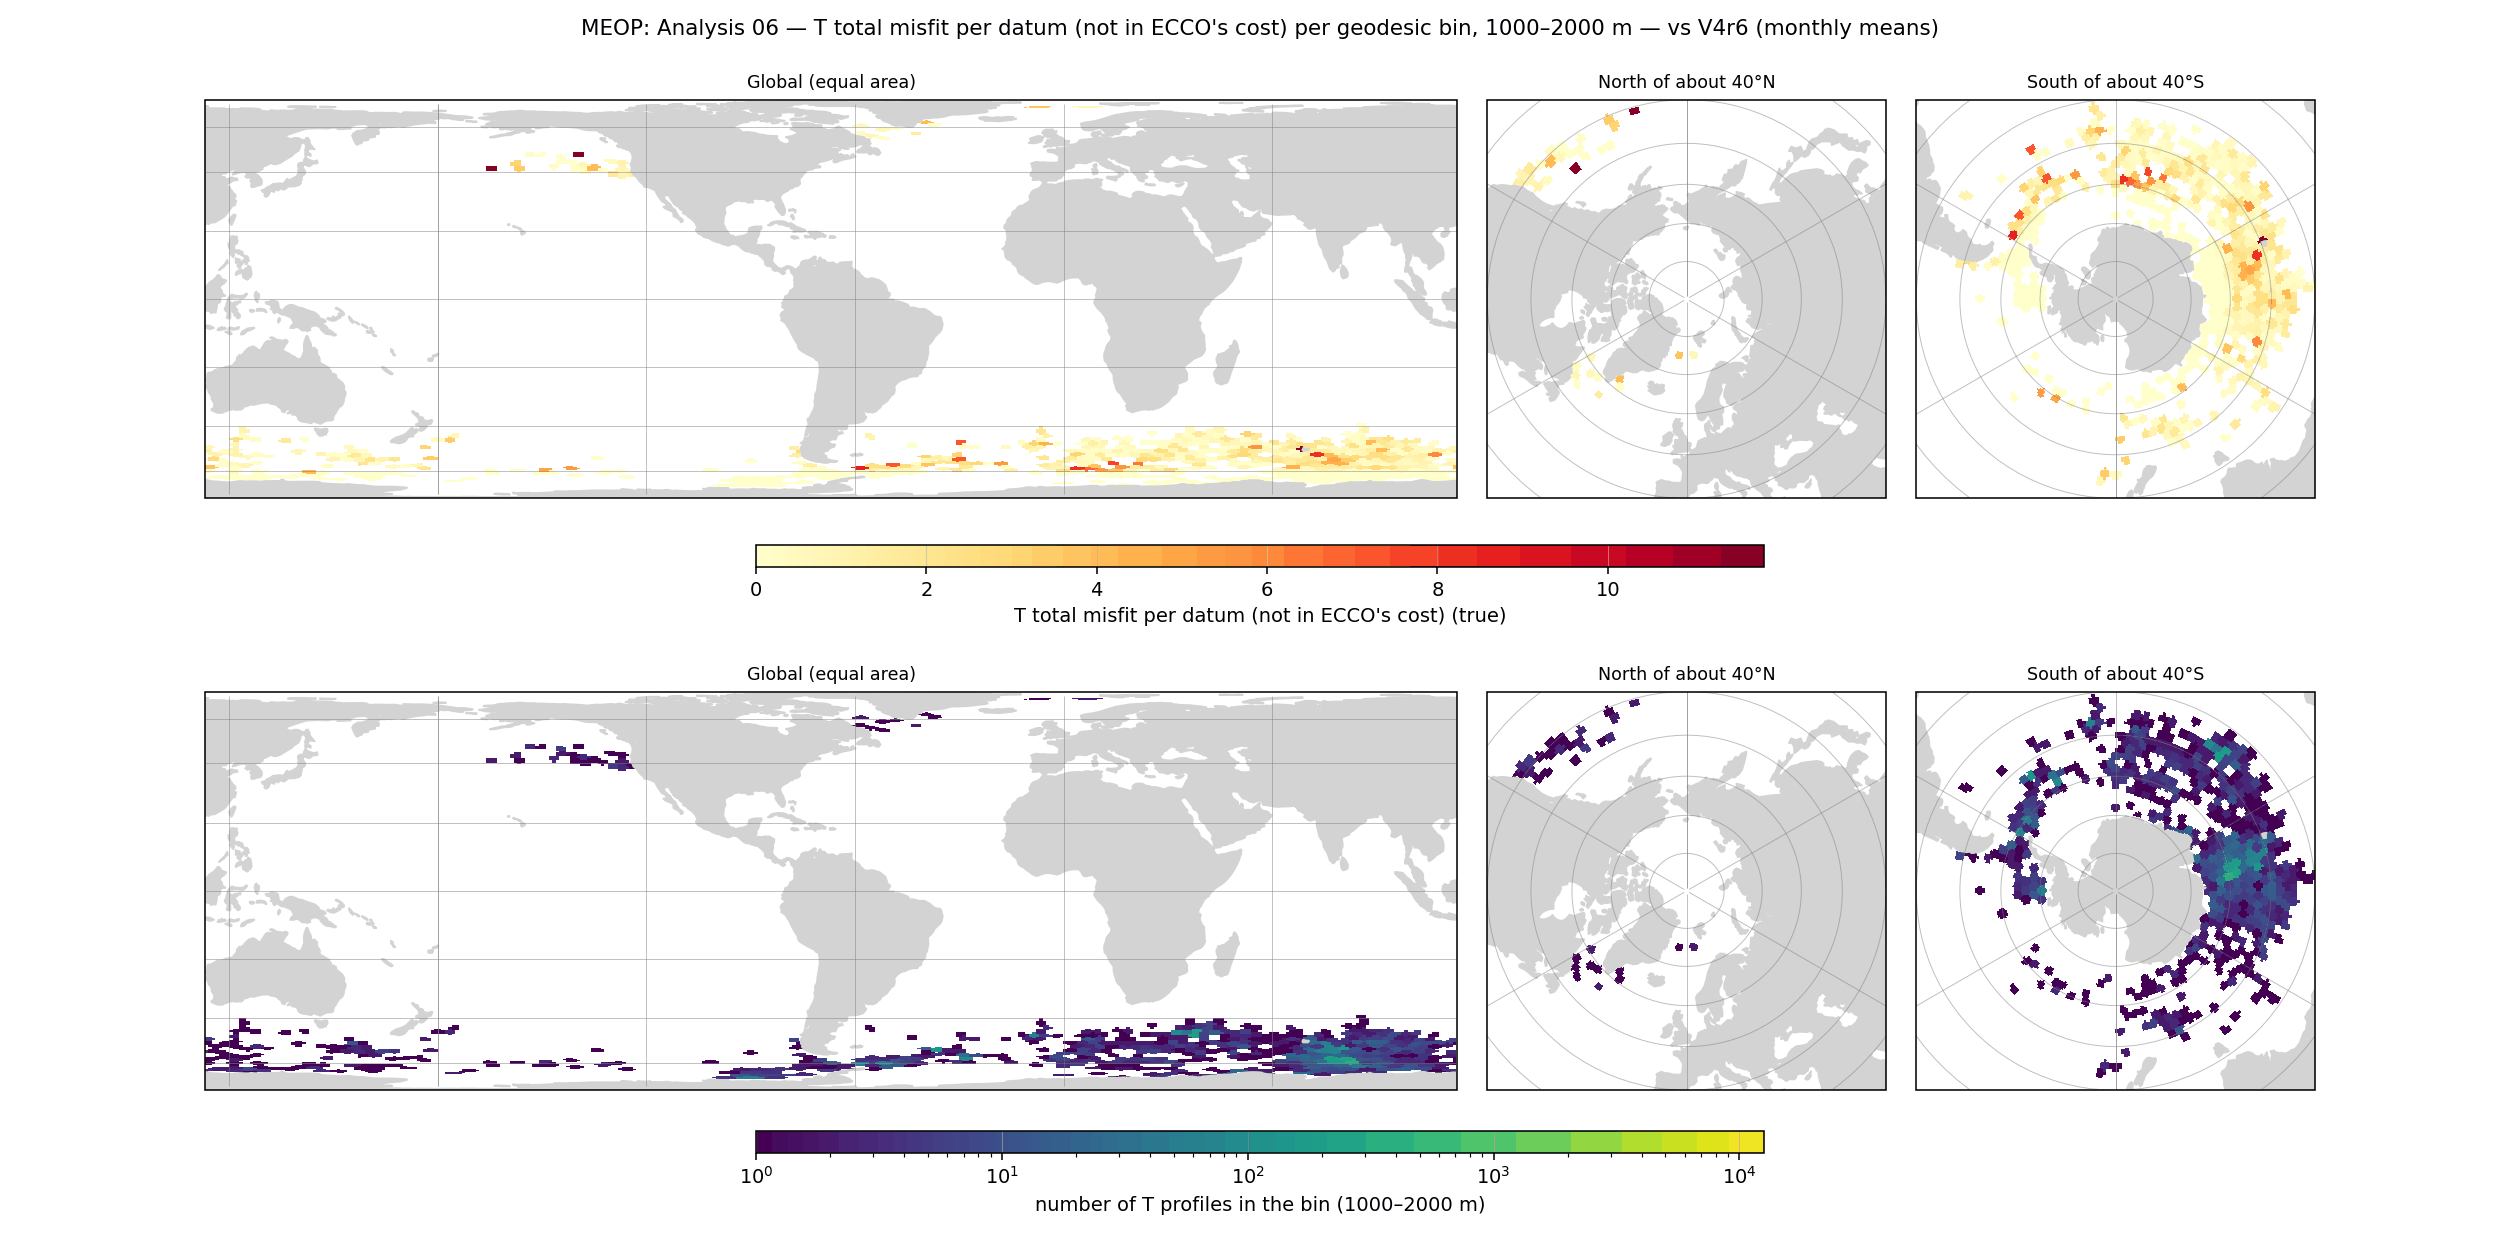 MEOP: Analysis 06 — T total misfit per datum (not in ECCO's cost) per geodesic bin, 1000–2000 m — vs V4r6 (monthly means)
Global (equal area)
North of about 40°N
South of about 40°S
0 2 4 6 8 10
T total misfit per datum (not in ECCO's cost) (true)
Global (equal area)
North of about 40°N
South of about 40°S
10⁰ 10¹ 10² 10³ 10⁴
number of T profiles in the bin (1000–2000 m)